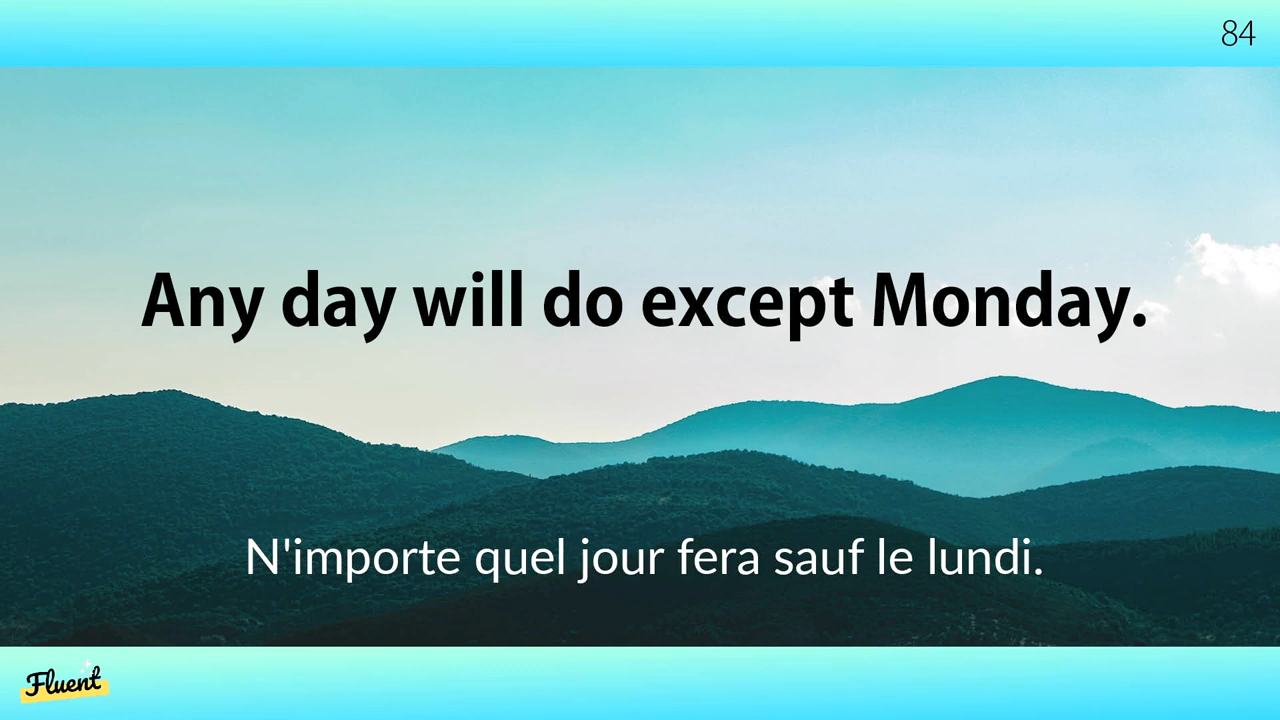 84
Any day will do except Monday.
N'importe quel jour fera sauf le lundi.
Fluent